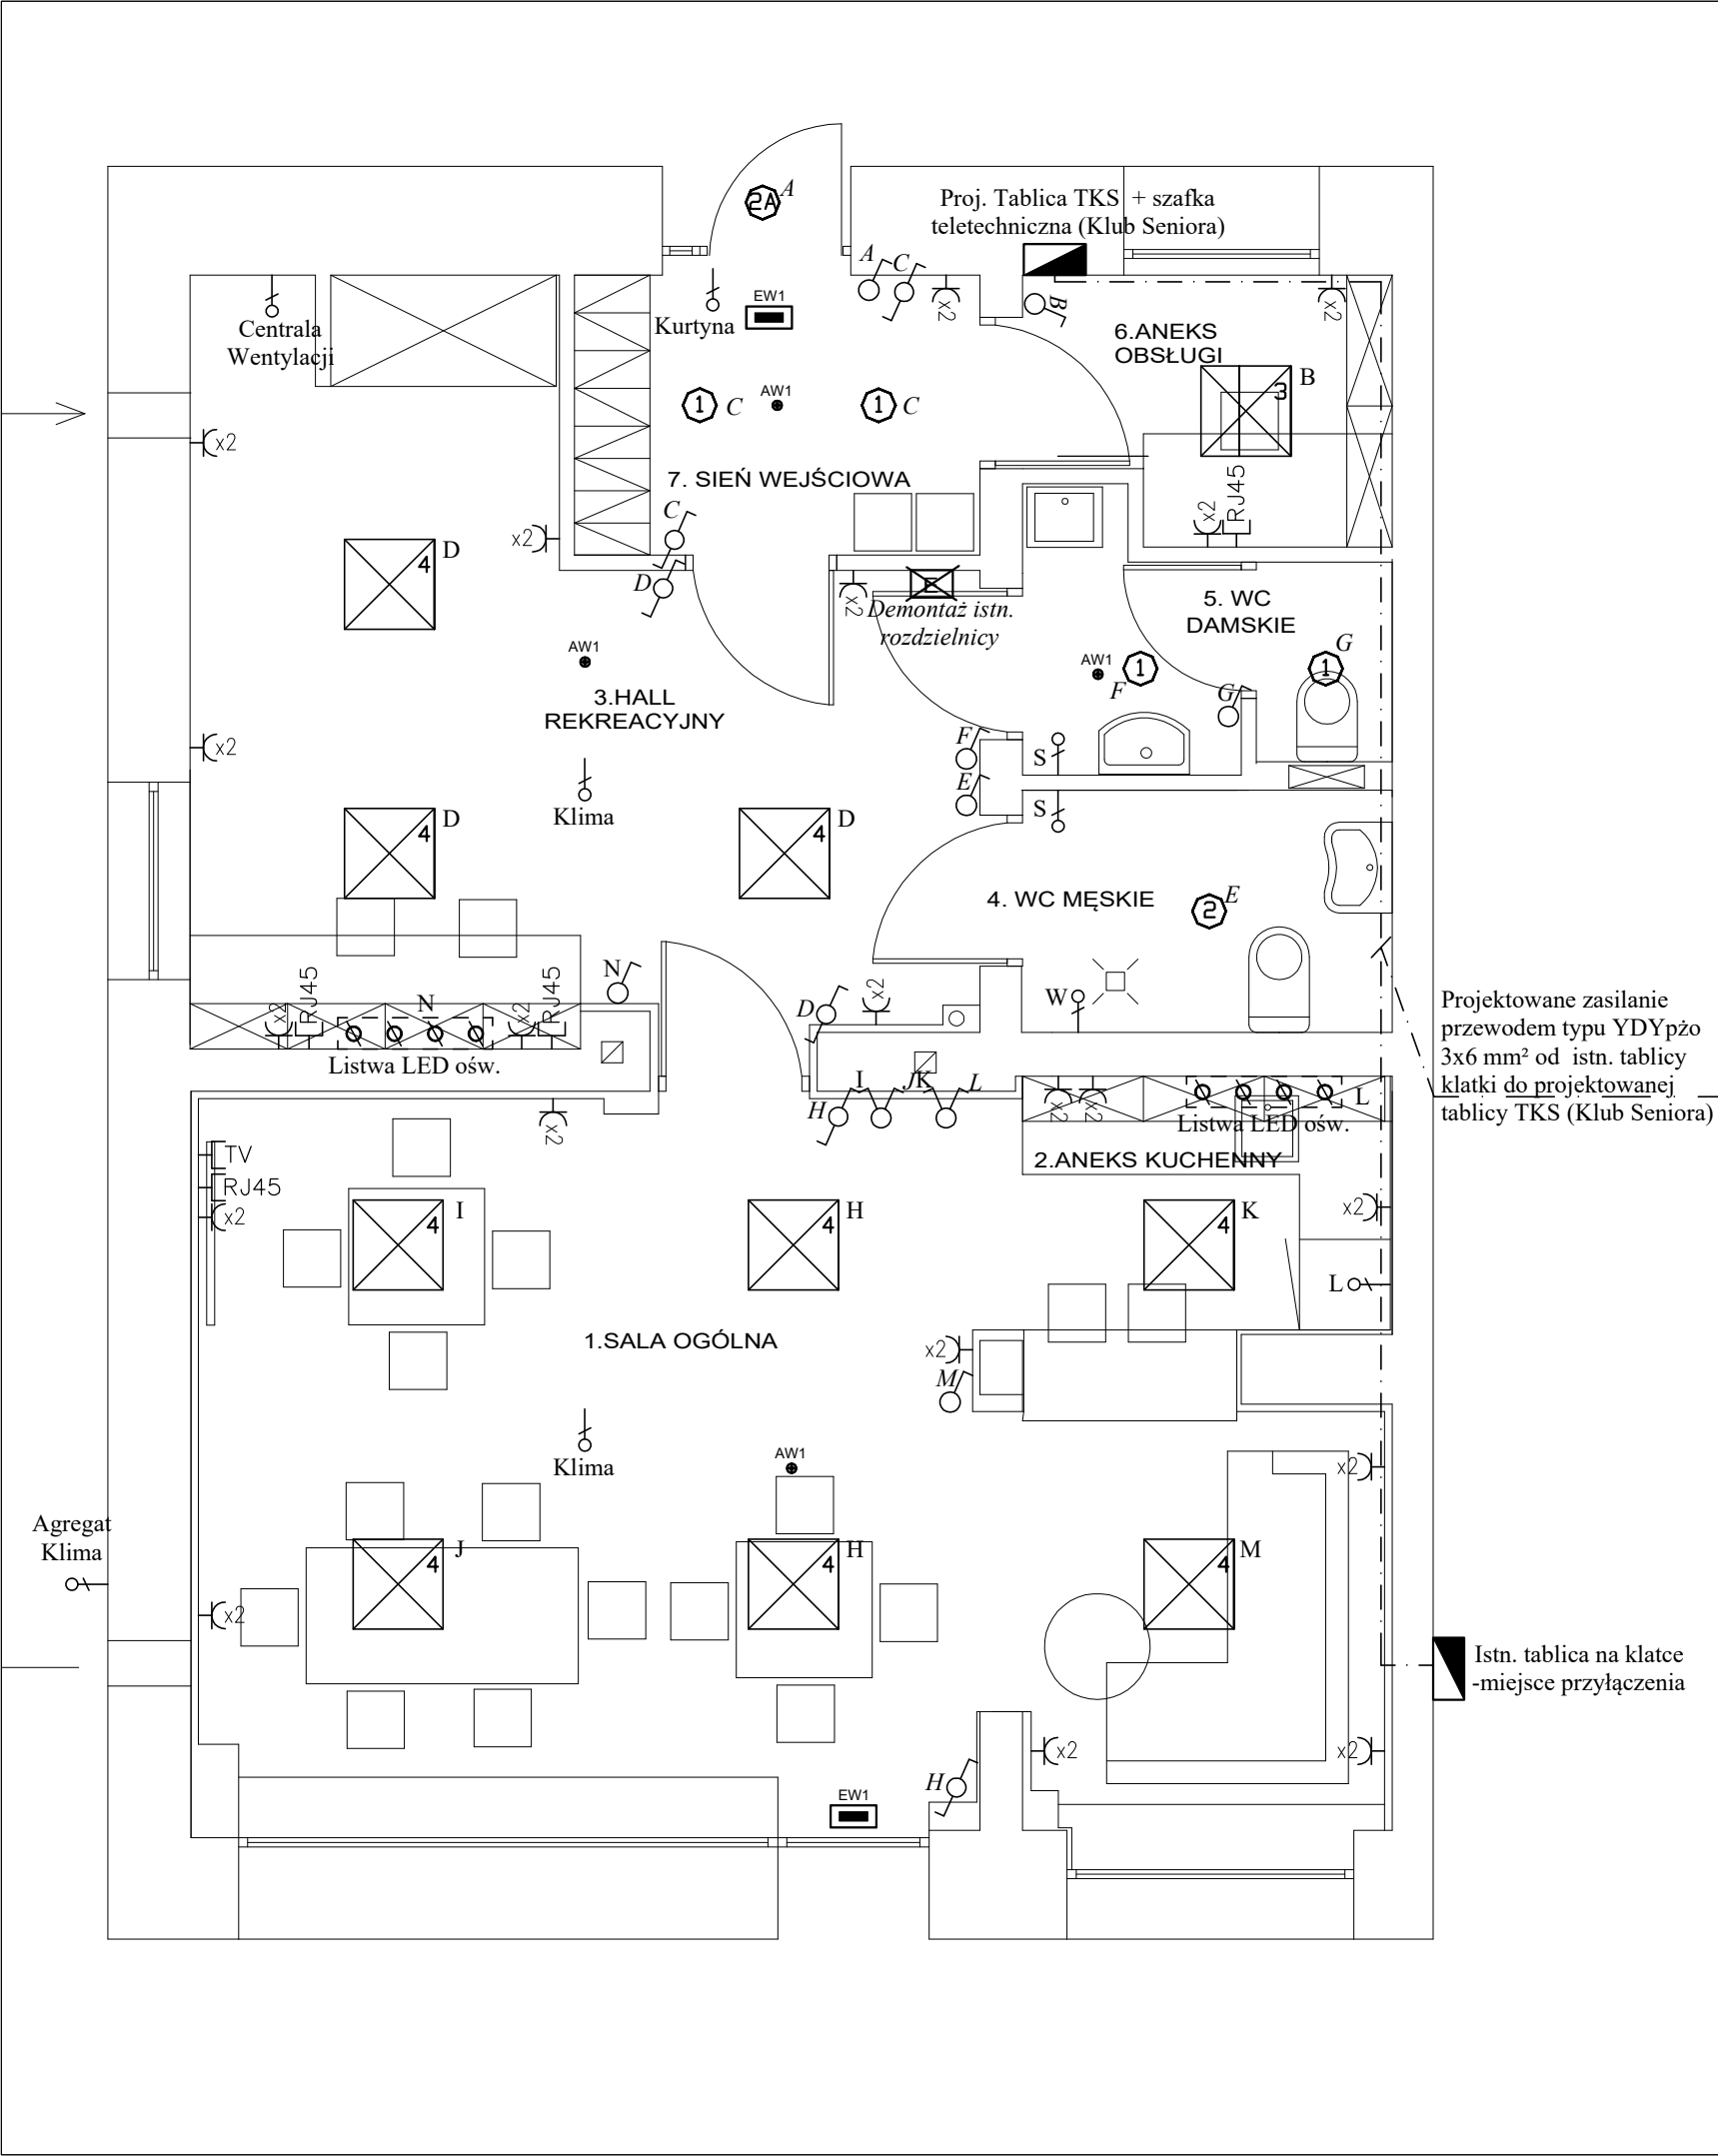 2A
A
Proj. Tablica TKS + szafka
teletechniczna (Klub Seniora)
A
C
x2
B
x2
EW1
Centrala
Wentylacji
Kurtyna
6.ANEKS
OBSŁUGI
B
3
1
C
AW1
1
C
x2
7. SIEŃ WEJŚCIOWA
x2
RJ45
C
x2
D
4
D
x2
E
Demontaż istn.
rozdzielnicy
5. WC
DAMSKIE
AW1
AW1
F
1
G
1
G
3.HALL
REKREACYJNY
x2
F
S
E
S
Klima
D
4
D
4
4. WC MĘSKIE
2
E
N
x2
RJ45
N
x2
RJ45
D
x2
W
Listwa LED ośw.
Projektowane zasilanie
przewodem typu YDYpżo
3x6 mm² od istn. tablicy
klatki do projektowanej
tablicy TKS (Klub Seniora)
H
I
J
K
L
x2
x2
L
Listwa LED ośw.
x2
TV
RJ45
x2
2.ANEKS KUCHENNY
I
4
H
4
K
4
x2
L
1.SALA OGÓLNA
x2
M
Klima
AW1
x2
Agregat
Klima
J
4
H
4
M
4
x2
Istn. tablica na klatce
-miejsce przyłączenia
x2
x2
H
EW1